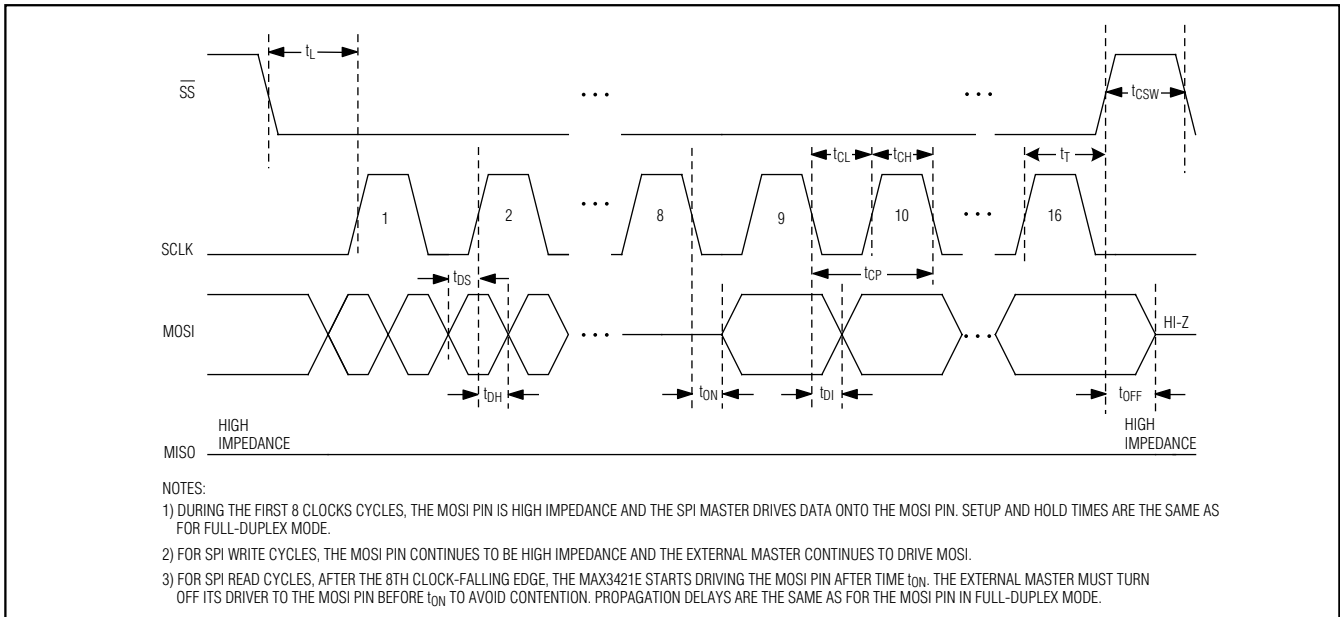 tL
SS
• • •
• • •
tCSW
tCL
tCH
tT
1
2
• • •
8
9
10
• • •
16
SCLK
tDS
tCP
MOSI
• • •
• • •
HI-Z
tDH
tON
tDI
tOFF
HIGH
IMPEDANCE
HIGH
IMPEDANCE
MISO
NOTES:
1) DURING THE FIRST 8 CLOCKS CYCLES, THE MOSI PIN IS HIGH IMPEDANCE AND THE SPI MASTER DRIVES DATA ONTO THE MOSI PIN. SETUP AND HOLD TIMES ARE THE SAME AS
FOR FULL-DUPLEX MODE.
2) FOR SPI WRITE CYCLES, THE MOSI PIN CONTINUES TO BE HIGH IMPEDANCE AND THE EXTERNAL MASTER CONTINUES TO DRIVE MOSI.
3) FOR SPI READ CYCLES, AFTER THE 8TH CLOCK-FALLING EDGE, THE MAX3421E STARTS DRIVING THE MOSI PIN AFTER TIME tON. THE EXTERNAL MASTER MUST TURN
OFF ITS DRIVER TO THE MOSI PIN BEFORE tON TO AVOID CONTENTION. PROPAGATION DELAYS ARE THE SAME AS FOR THE MOSI PIN IN FULL-DUPLEX MODE.